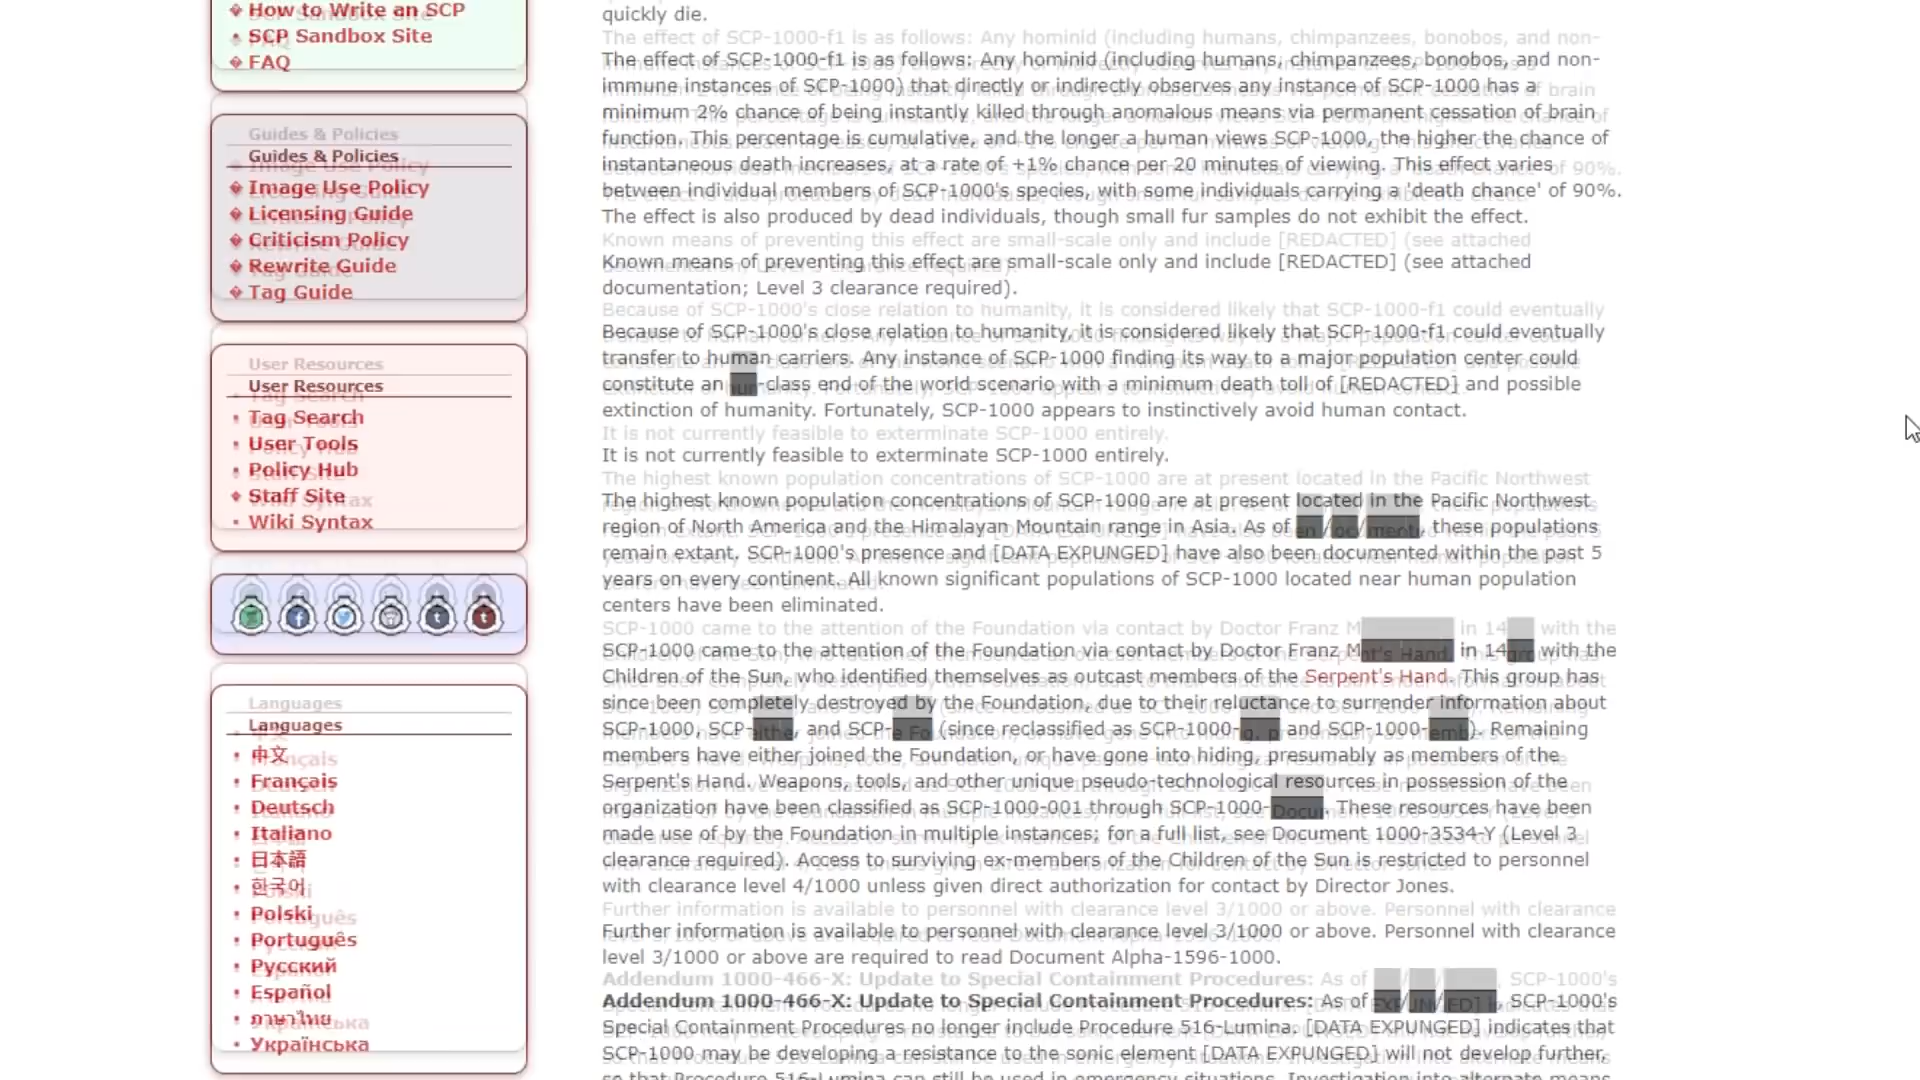 How to Write an SCP
SCP Sandbox Site
FAQ
Guides & Policies
Image Use Policy
Licensing Guide
Criticism Policy
Rewrite Guide
Tag Guide
User Resources
Tag Search
User Tools
Policy Hub
Staff Site
Wiki Syntax
Languages
中文
Français
Deutsch
Italiano
日本語
한국어
Polski
Português
Русский
Español
ภาษาไทย
Українська
quickly die.
The effect of SCP-1000-f1 is as follows: Any hominid (including humans, chimpanzees, bonobos, and non-
immune instances of SCP-1000) that directly or indirectly observes any instance of SCP-1000 has a
minimum 2% chance of being instantly killed through anomalous means via permanent cessation of brain
function. This percentage is cumulative, and the longer a human views SCP-1000, the higher the chance of
instantaneous death increases, at a rate of +1% chance per 20 minutes of viewing. This effect varies
between individual members of SCP-1000's species, with some individuals carrying a 'death chance' of 90%.
The effect is also produced by dead individuals, though small fur samples do not exhibit the effect.
Known means of preventing this effect are small-scale only and include [REDACTED] (see attached
documentation; Level 3 clearance required).
Because of SCP-1000's close relation to humanity, it is considered likely that SCP-1000-f1 could eventually
transfer to human carriers. Any instance of SCP-1000 finding its way to a major population center could
constitute an ██-class end of the world scenario with a minimum death toll of [REDACTED] and possible
extinction of humanity. Fortunately, SCP-1000 appears to instinctively avoid human contact.
It is not currently feasible to exterminate SCP-1000 entirely.
The highest known population concentrations of SCP-1000 are at present located in the Pacific Northwest
region of North America and the Himalayan Mountain range in Asia. As of ██/██/████, these populations
remain extant. SCP-1000's presence and [DATA EXPUNGED] have also been documented within the past 5
years on every continent. All known significant populations of SCP-1000 located near human population
centers have been eliminated.
SCP-1000 came to the attention of the Foundation via contact by Doctor Franz M███████ in 14██ with the
Children of the Sun, who identified themselves as outcast members of the Serpent's Hand. This group has
since been completely destroyed by the Foundation, due to their reluctance to surrender information about
SCP-1000, SCP-███, and SCP-███ (since reclassified as SCP-1000-███ and SCP-1000-███). Remaining
members have either joined the Foundation, or have gone into hiding, presumably as members of the
Serpent's Hand. Weapons, tools, and other unique pseudo-technological resources in possession of the
organization have been classified as SCP-1000-001 through SCP-1000-████. These resources have been
made use of by the Foundation in multiple instances; for a full list, see Document 1000-3534-Y (Level 3
clearance required). Access to surviving ex-members of the Children of the Sun is restricted to personnel
with clearance level 4/1000 unless given direct authorization for contact by Director Jones.
Further information is available to personnel with clearance level 3/1000 or above. Personnel with clearance
level 3/1000 or above are required to read Document Alpha-1596-1000.
Addendum 1000-466-X: Update to Special Containment Procedures: As of ██/██/████, SCP-1000's
Special Containment Procedures no longer include Procedure 516-Lumina. [DATA EXPUNGED] indicates that
SCP-1000 may be developing a resistance to the sonic element [DATA EXPUNGED] will not develop further,
so that Procedure 516-Lumina can still be used in emergency situations. Investigation into alternate means